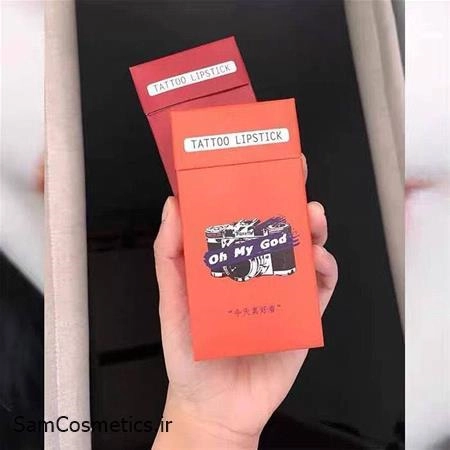 TATTOO LIPSTICK
TATTOO LIPSTICK
Oh My God
"今天真好看"
SamCosmetics.ir